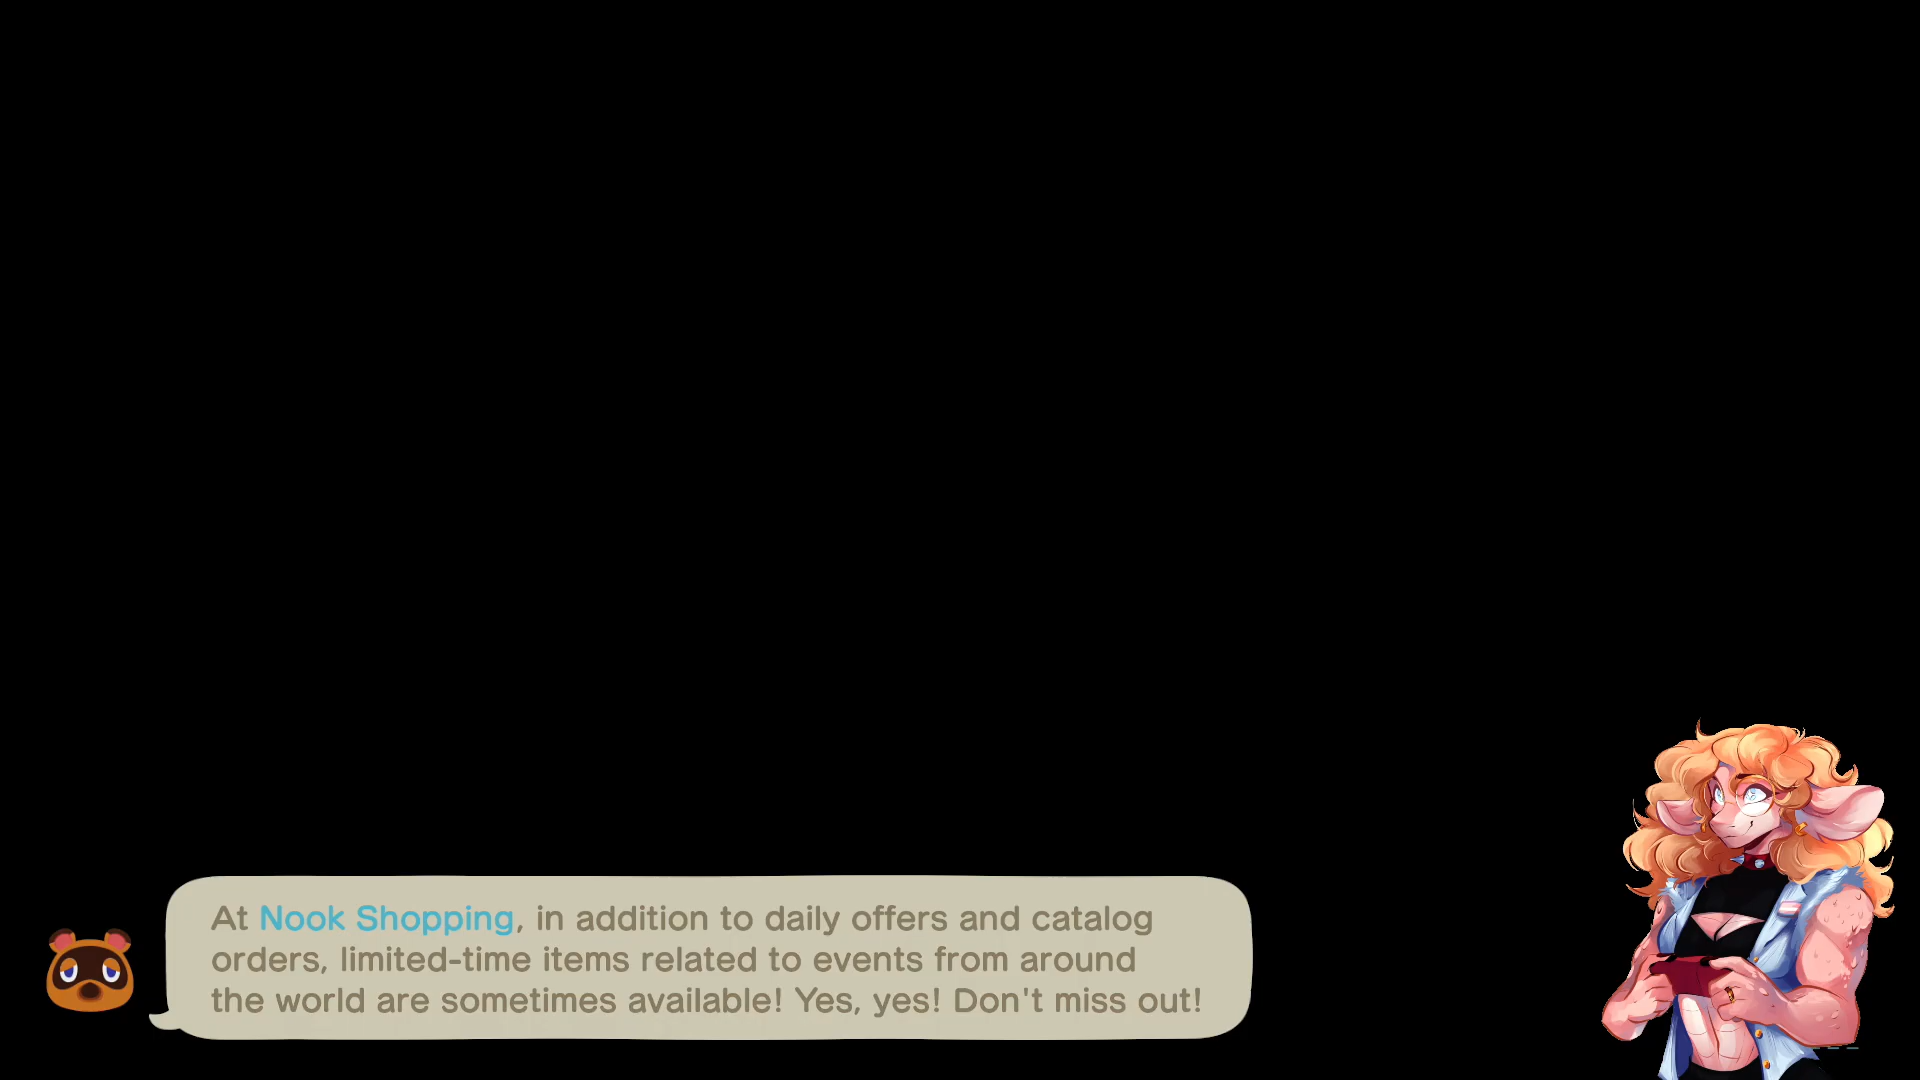 At Nook Shopping, in addition to daily offers and catalog
orders, limited-time items related to events from around
the world are sometimes available! Yes, yes! Don't miss out!